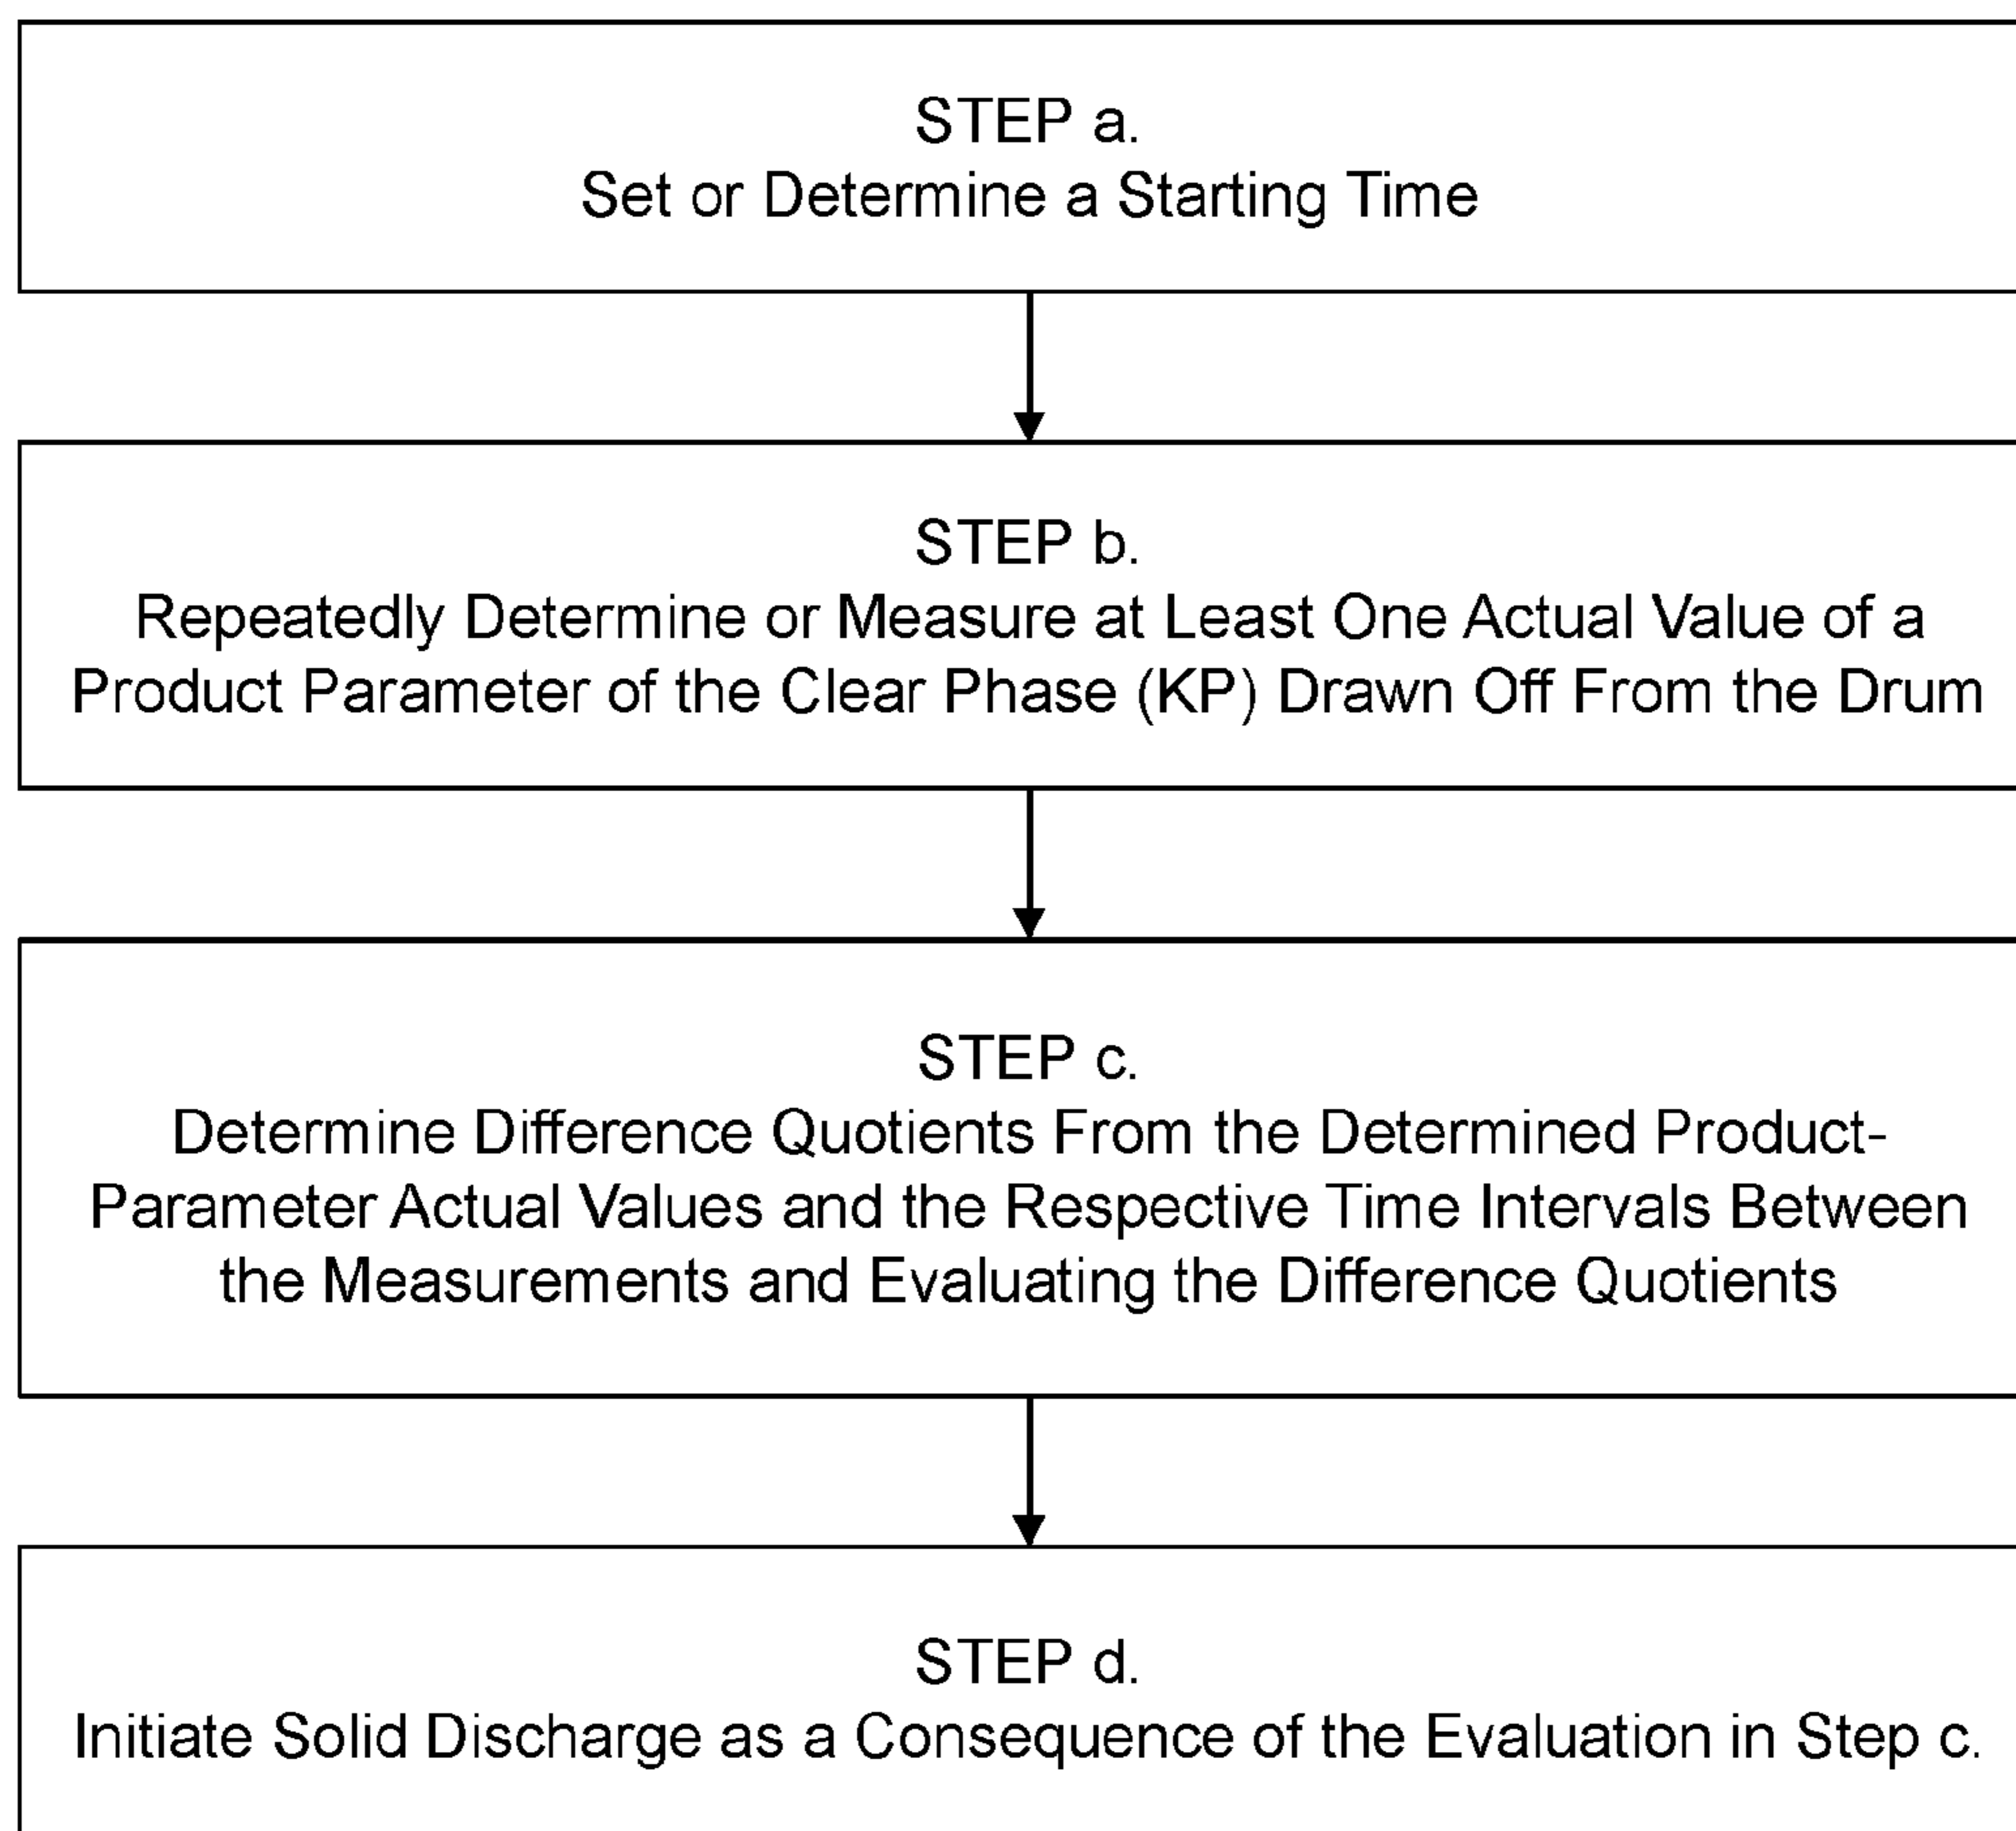 STEP a.
Set or Determine a Starting Time
STEP b.
Repeatedly Determine or Measure at Least One Actual Value of a
Product Parameter of the Clear Phase (KP) Drawn Off From the Drum
STEP c.
Determine Difference Quotients From the Determined Product-
Parameter Actual Values and the Respective Time Intervals Between
the Measurements and Evaluating the Difference Quotients
STEP d.
Initiate Solid Discharge as a Consequence of the Evaluation in Step c.